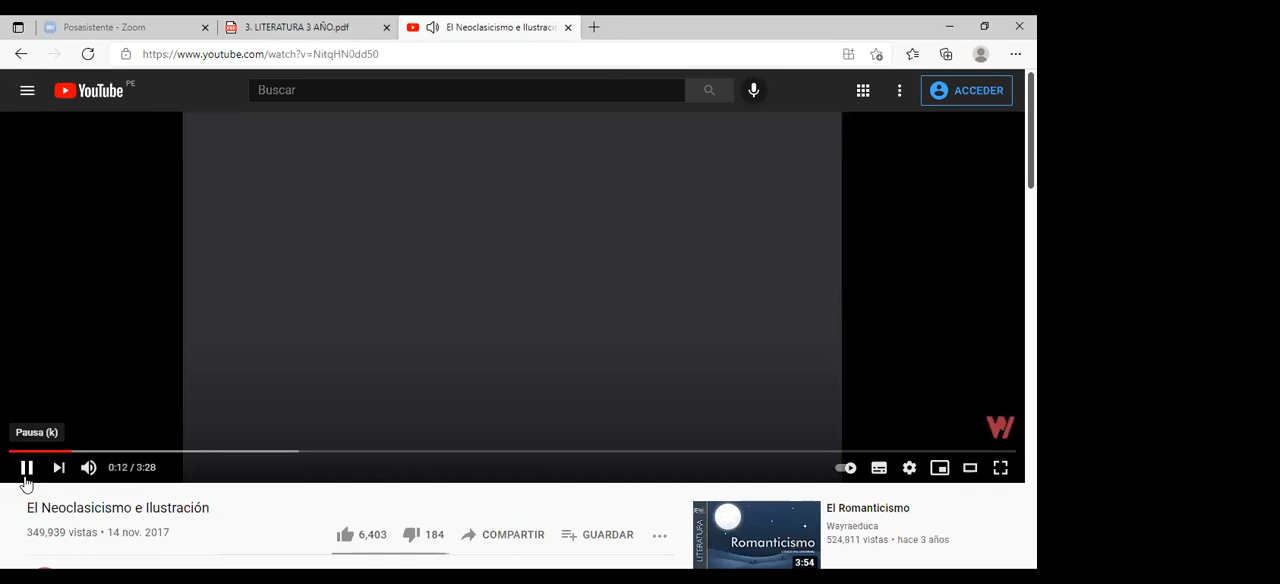 Posasistente - Zoom
3. LITERATURA 3 AÑO.pdf
El Neoclasicismo e Ilustraci
https://www.youtube.com/watch?v=NitqHN0dd50
YouTube PE
Buscar
ACCEDER
Pausa (k)
0:12 / 3:28
El Neoclasicismo e Ilustración
349,939 vistas • 14 nov. 2017
6,403
184
COMPARTIR
GUARDAR
LITERATURA
Romanticismo
3:54
El Romanticismo
Wayraeduca
524,811 vistas • hace 3 años